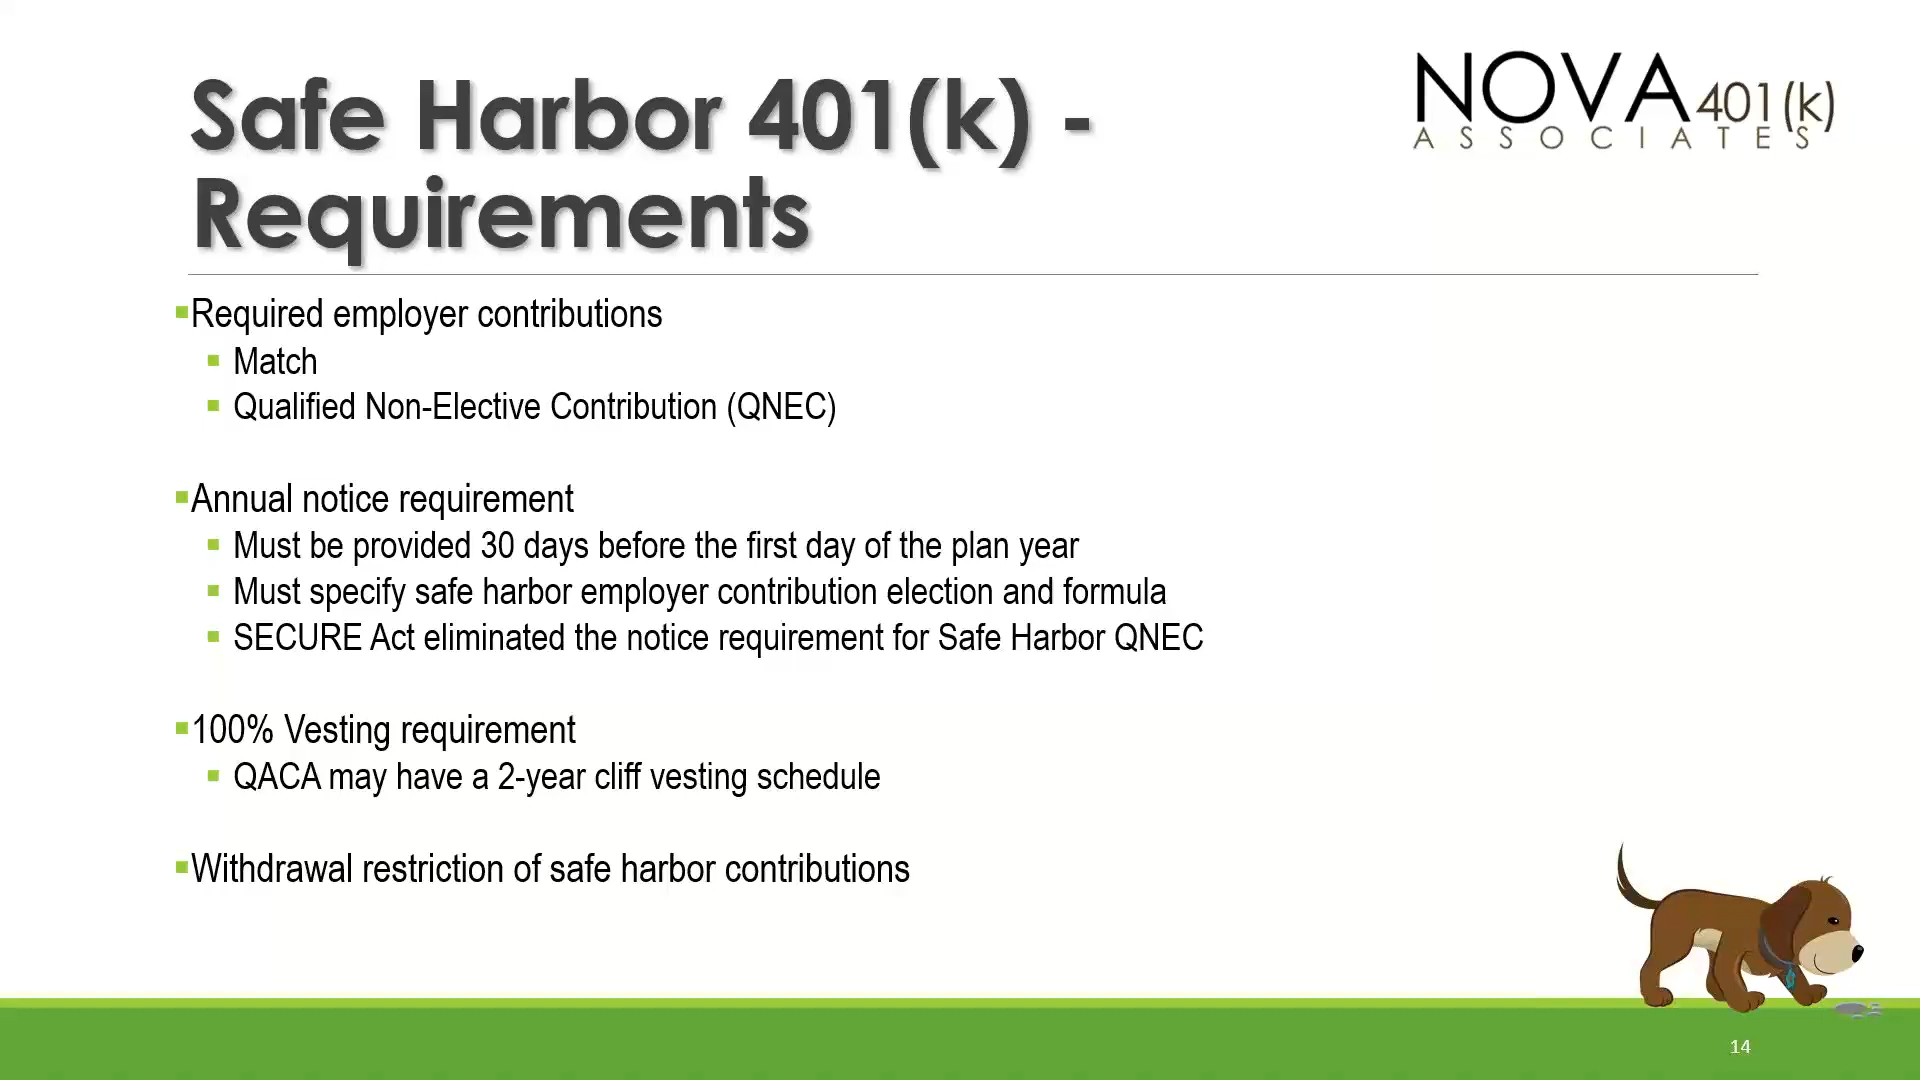 Safe Harbor 401(k) -
Requirements
NOVA 401(k)
ASSOCIATES
Required employer contributions
Match
Qualified Non-Elective Contribution (QNEC)
Annual notice requirement
Must be provided 30 days before the first day of the plan year
Must specify safe harbor employer contribution election and formula
SECURE Act eliminated the notice requirement for Safe Harbor QNEC
100% Vesting requirement
QACA may have a 2-year cliff vesting schedule
Withdrawal restriction of safe harbor contributions
14